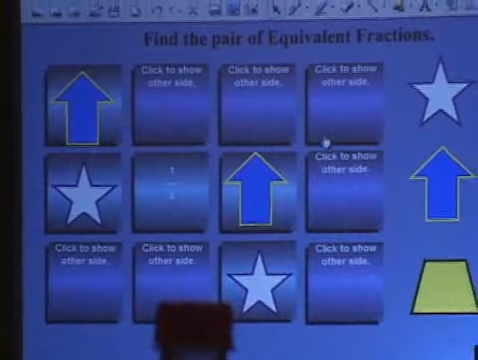 Find the pair of Equivalent Fractions.
Click to show
other side.
Click to show
other side.
Click to show
other side.
1
3
Click to show
other side.
Click to show
other side.
Click to show
other side.
Click to show
other side.